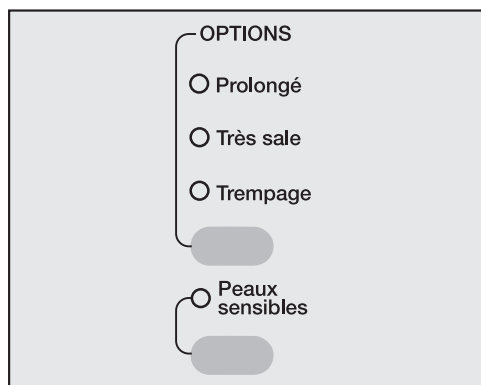 OPTIONS
Prolongé
Très sale
Trempage
Peaux
sensibles